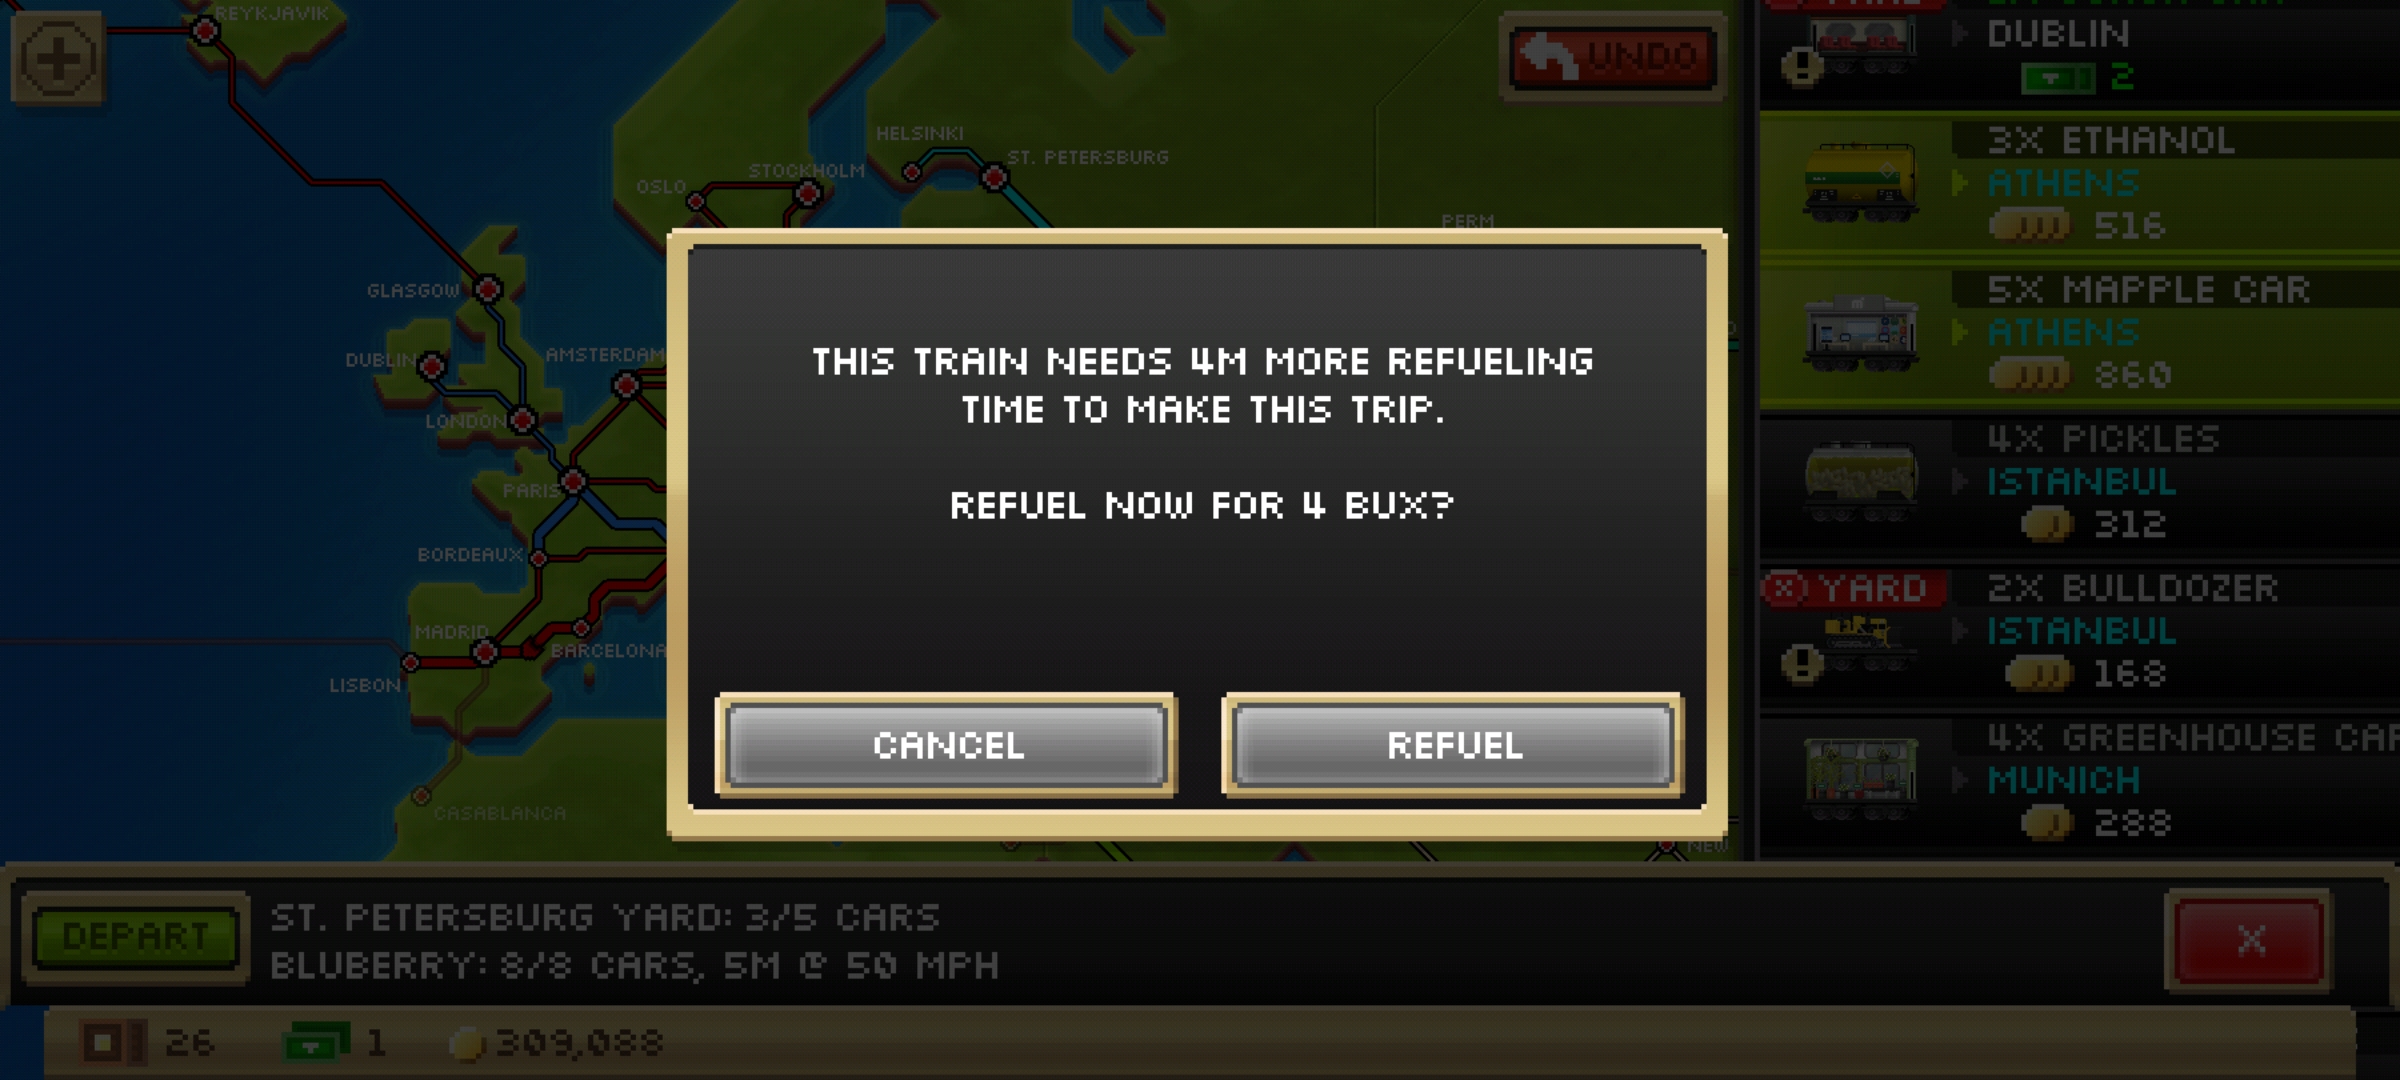 REYKJAVIK
UNDO
DUBLIN
2
HELSINKI
ST. PETERSBURG
STOCKHOLM
OSLO
PERM
3X ETHANOL
ATHENS
516
5X MAPPLE CAR
ATHENS
860
GLASGOW
DUBLIN
AMSTERDAM
LONDON
PARIS
BORDEAUX
MADRID
BARCELONA
LISBON
CASABLANCA
THIS TRAIN NEEDS 4M MORE REFUELING
TIME TO MAKE THIS TRIP.
REFUEL NOW FOR 4 BUX?
CANCEL
REFUEL
4X PICKLES
ISTANBUL
312
X YARD
2X BULLDOZER
ISTANBUL
168
4X GREENHOUSE CAR
MUNICH
288
NEW
DEPART
ST. PETERSBURG YARD: 3/5 CARS
BLUBERRY: 8/8 CARS, 5M @ 50 MPH
X
26
1
309,088